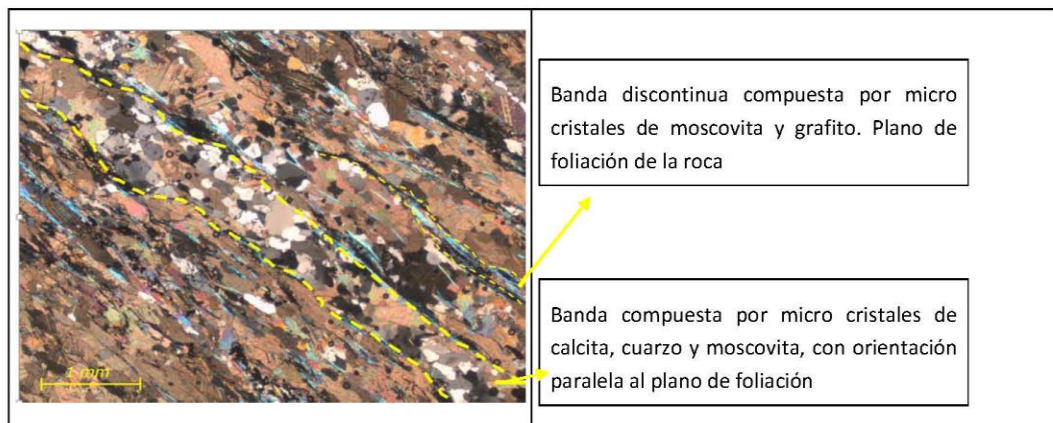 Banda discontinua compuesta por micro
cristales de moscovita y grafito. Plano de
foliación de la roca
Banda compuesta por micro cristales de
calcita, cuarzo y moscovita, con orientación
paralela al plano de foliación
1 mm